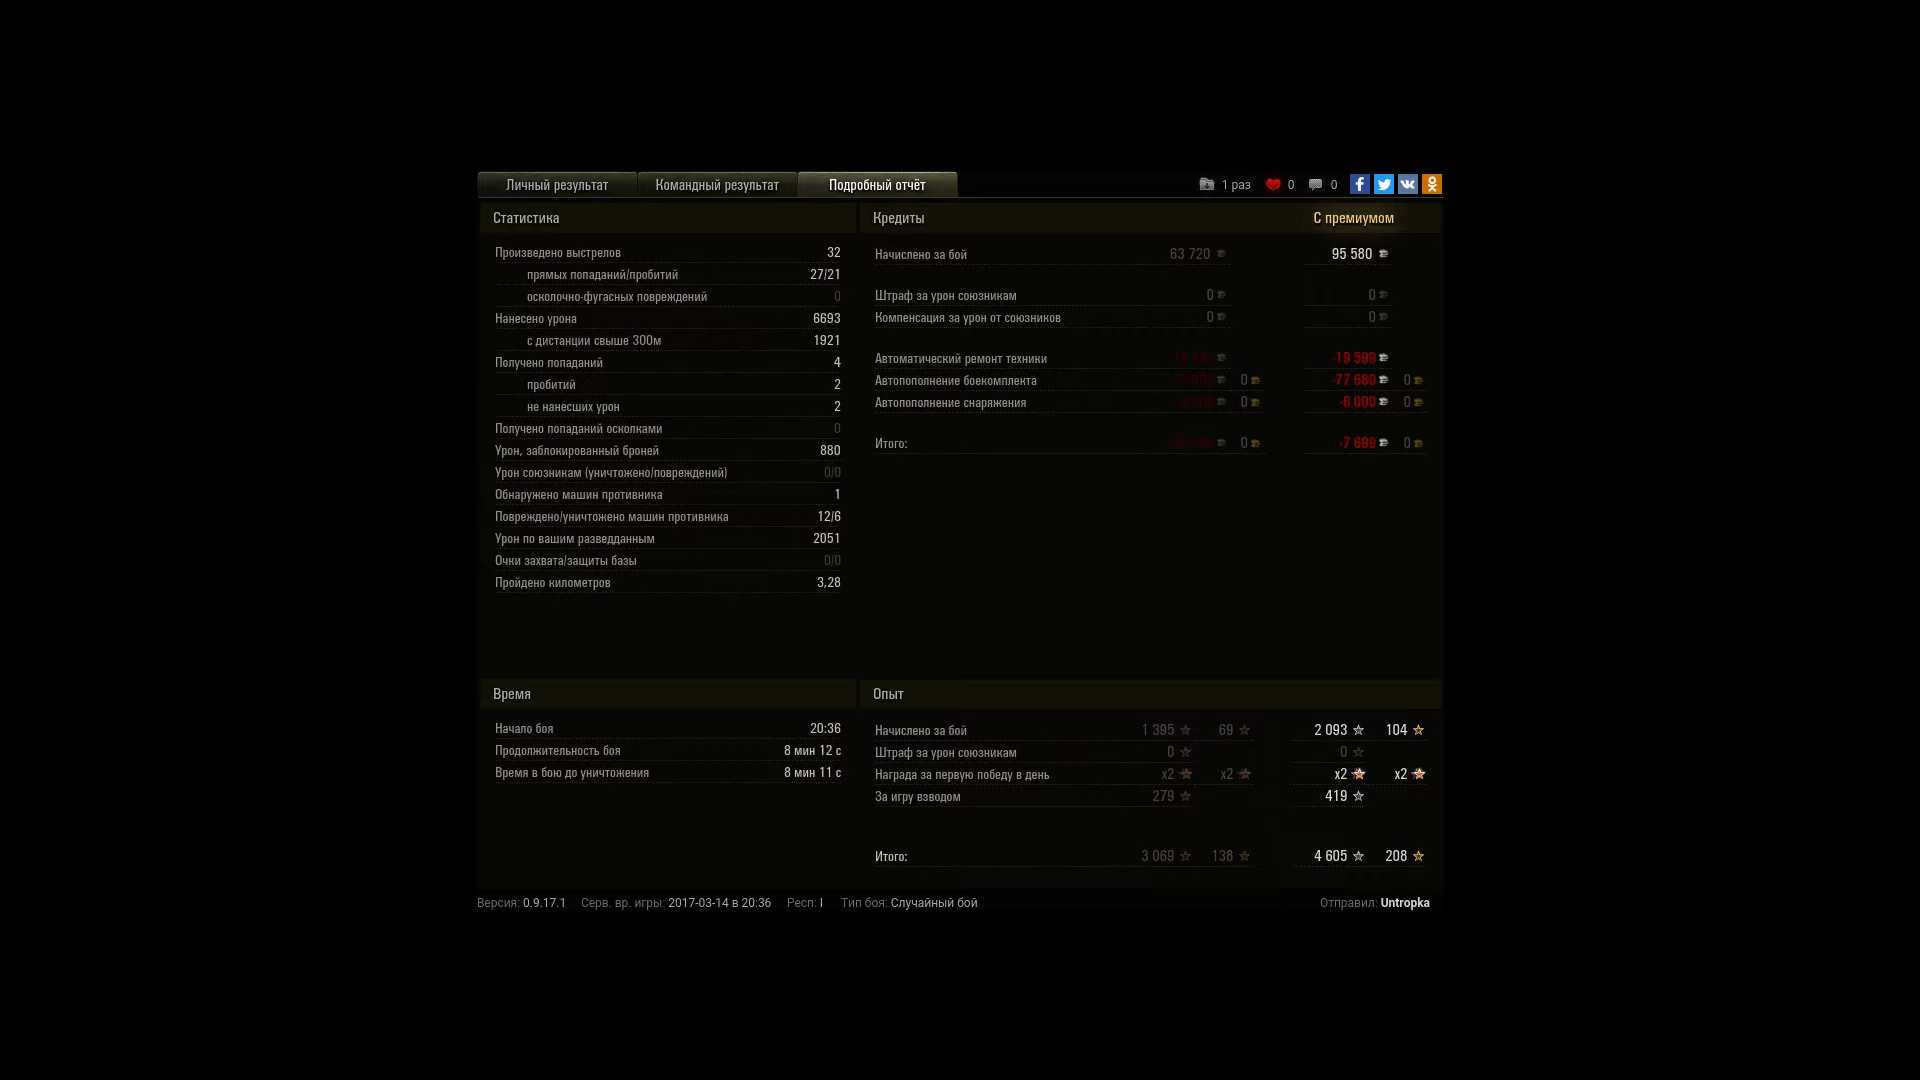 Личный результат Командный результат Подробный отчёт 1 раз 0 0
Статистика
Произведено выстрелов 32
прямых попаданий/пробитий 27/21
осколочно-фугасных повреждений 0
Нанесено урона 6693
с дистанции свыше 300м 1921
Получено попаданий 4
пробитий 2
не нанесших урон 2
Получено попаданий осколками 0
Урон, заблокированный броней 880
Урон союзникам (уничтожено/повреждений) 0/0
Обнаружено машин противника 1
Повреждено/уничтожено машин противника 12/6
Урон по вашим разведданным 2051
Очки захвата/защиты базы 0/0
Пройдено километров 3,28
Кредиты С премиумом
Начислено за бой 63 720 95 580
Штраф за урон союзникам 0 0
Компенсация за урон от союзников 0 0
Автоматический ремонт техники -19 599
Автопополнение боекомплекта 0 -77 680 0
Автопополнение снаряжения 0 -6 000 0
Итого: 0 -7 699 0
Время
Начало боя 20:36
Продолжительность боя 8 мин 12 с
Время в бою до уничтожения 8 мин 11 с
Опыт
Начислено за бой 1 395 69 2 093 104
Штраф за урон союзникам 0 0
Награда за первую победу в день x2 x2 x2 x2
За игру взводом 279 419
Итого: 3 069 138 4 605 208
Версия: 0.9.17.1 Серв. вр. игры: 2017-03-14 в 20:36 Респ: I Тип боя: Случайный бой Отправил: Untropka